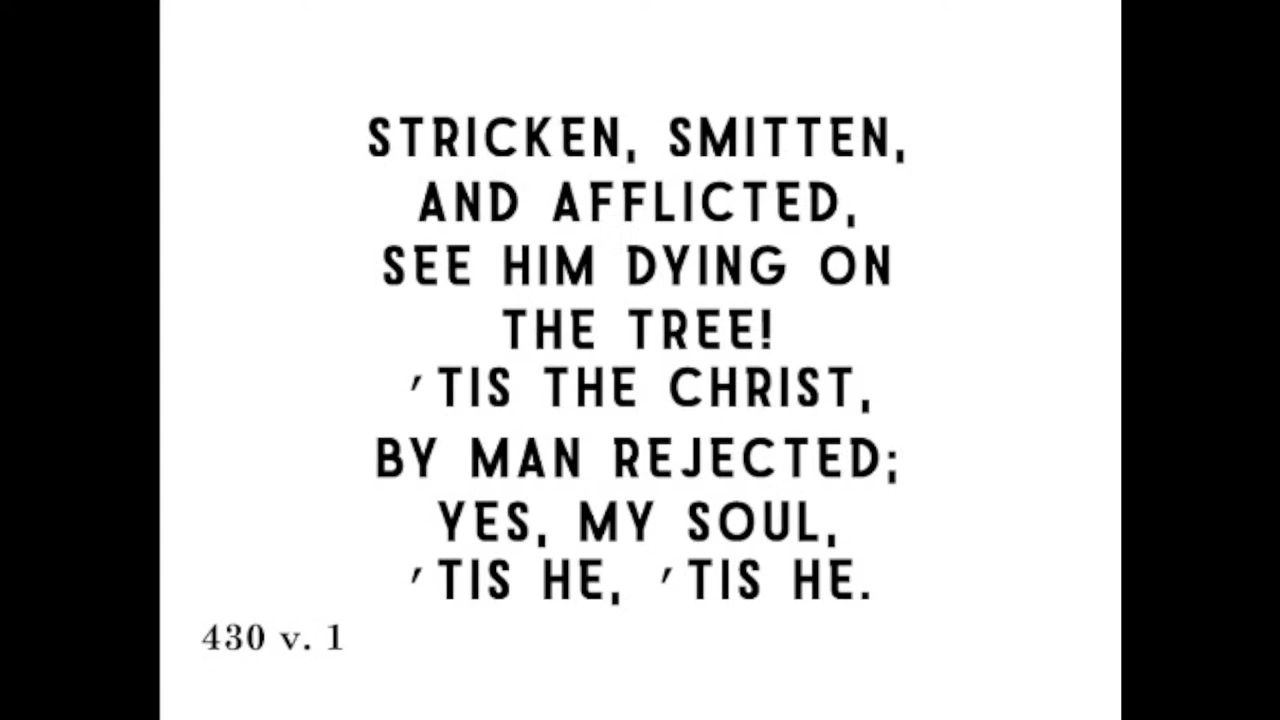 STRICKEN, SMITTEN,
AND AFFLICTED,
SEE HIM DYING ON
THE TREE!
'TIS THE CHRIST,
BY MAN REJECTED;
YES, MY SOUL,
'TIS HE, 'TIS HE.
430 v. 1